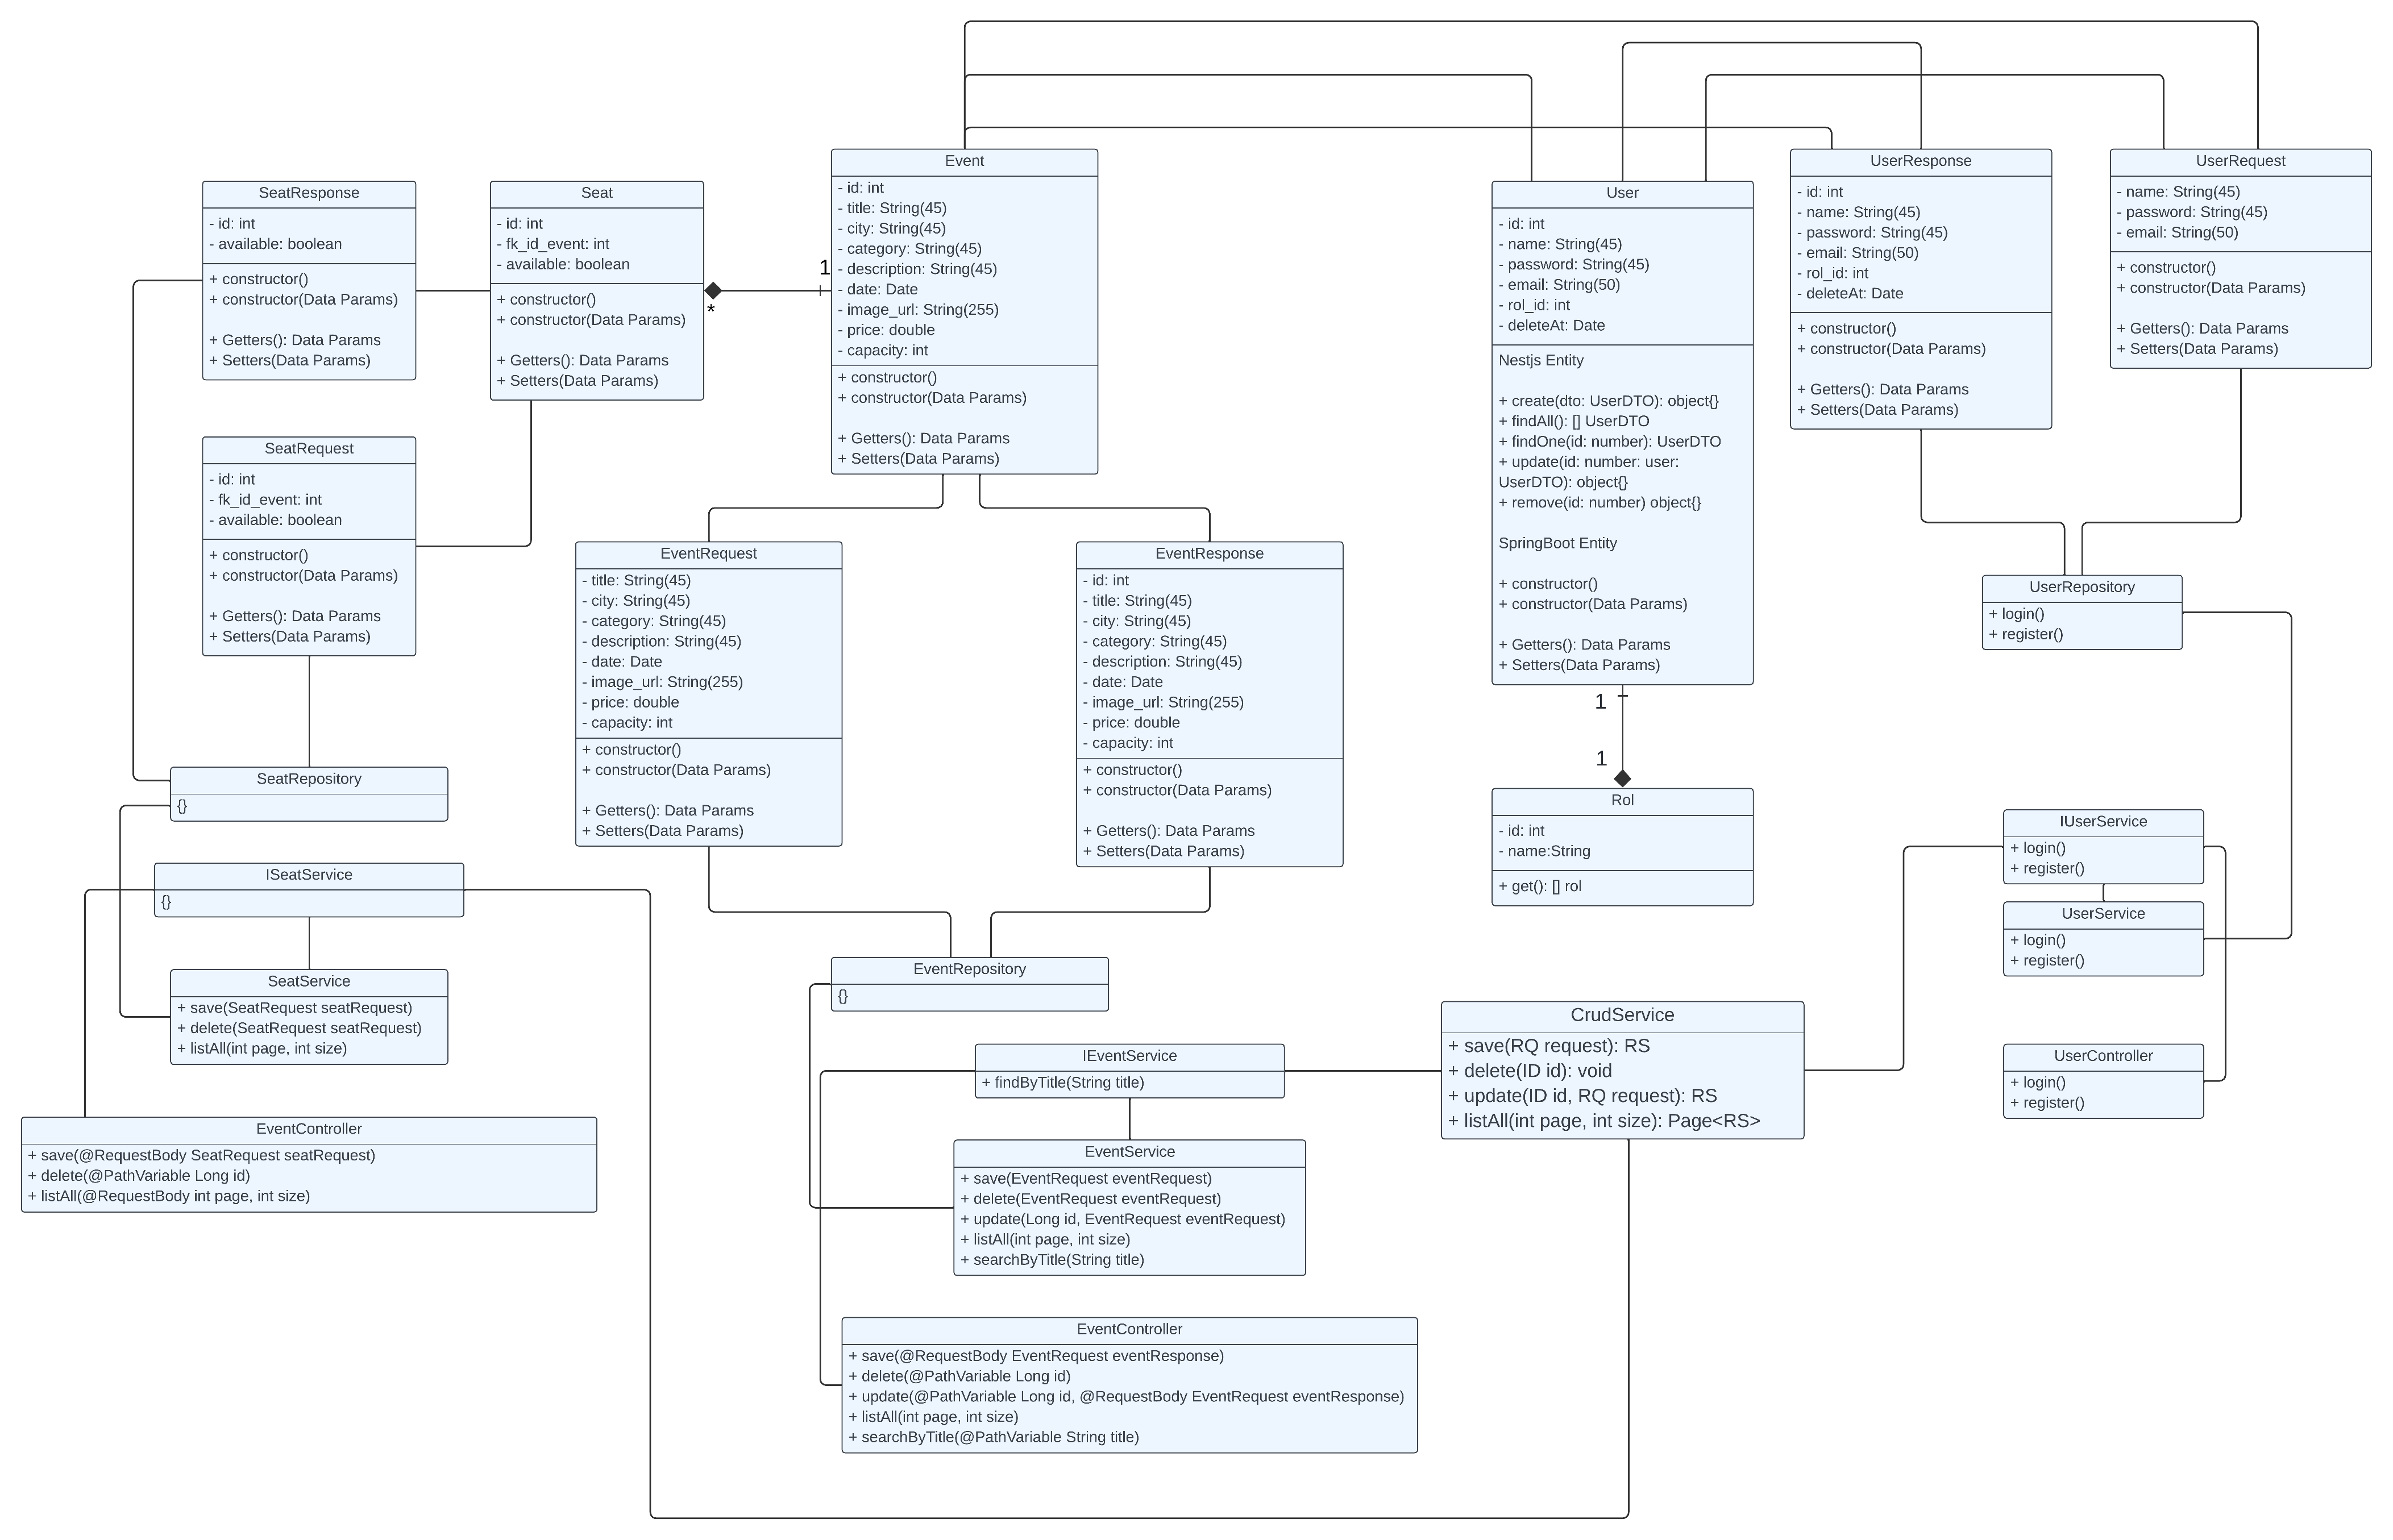 Event
- id: int
- title: String(45)
- city: String(45)
- category: String(45)
- description: String(45)
- date: Date
- image_url: String(255)
- price: double
- capacity: int
+ constructor()
+ constructor(Data Params)
+ Getters(): Data Params
+ Setters(Data Params)
UserResponse
- id: int
- name: String(45)
- password: String(45)
- email: String(50)
- rol_id: int
- deleteAt: Date
+ constructor()
+ constructor(Data Params)
+ Getters(): Data Params
+ Setters(Data Params)
UserRequest
- name: String(45)
- password: String(45)
- email: String(50)
+ constructor()
+ constructor(Data Params)
+ Getters(): Data Params
+ Setters(Data Params)
SeatResponse
- id: int
- available: boolean
+ constructor()
+ constructor(Data Params)
+ Getters(): Data Params
+ Setters(Data Params)
Seat
- id: int
- fk_id_event: int
- available: boolean
+ constructor()
+ constructor(Data Params)
+ Getters(): Data Params
+ Setters(Data Params)
1
*
User
- id: int
- name: String(45)
- password: String(45)
- email: String(50)
- rol_id: int
- deleteAt: Date
Nestjs Entity
+ create(dto: UserDTO): object{}
+ findAll(): [] UserDTO
+ findOne(id: number): UserDTO
+ update(id: number: user:
UserDTO): object{}
+ remove(id: number) object{}
SpringBoot Entity
+ constructor()
+ constructor(Data Params)
+ Getters(): Data Params
+ Setters(Data Params)
1
1
SeatRequest
- id: int
- fk_id_event: int
- available: boolean
+ constructor()
+ constructor(Data Params)
+ Getters(): Data Params
+ Setters(Data Params)
EventRequest
- title: String(45)
- city: String(45)
- category: String(45)
- description: String(45)
- date: Date
- image_url: String(255)
- price: double
- capacity: int
+ constructor()
+ constructor(Data Params)
+ Getters(): Data Params
+ Setters(Data Params)
EventResponse
- id: int
- title: String(45)
- city: String(45)
- category: String(45)
- description: String(45)
- date: Date
- image_url: String(255)
- price: double
- capacity: int
+ constructor()
+ constructor(Data Params)
+ Getters(): Data Params
+ Setters(Data Params)
UserRepository
+ login()
+ register()
SeatRepository
{}
Rol
- id: int
- name:String
+ get(): [] rol
IUserService
+ login()
+ register()
ISeatService
{}
UserService
+ login()
+ register()
SeatService
+ save(SeatRequest seatRequest)
+ delete(SeatRequest seatRequest)
+ listAll(int page, int size)
EventRepository
{}
CrudService
+ save(RQ request): RS
+ delete(ID id): void
+ update(ID id, RQ request): RS
+ listAll(int page, int size): Page<RS>
IEventService
+ findByTitle(String title)
UserController
+ login()
+ register()
EventController
+ save(@RequestBody SeatRequest seatRequest)
+ delete(@PathVariable Long id)
+ listAll(@RequestBody int page, int size)
EventService
+ save(EventRequest eventRequest)
+ delete(EventRequest eventRequest)
+ update(Long id, EventRequest eventRequest)
+ listAll(int page, int size)
+ searchByTitle(String title)
EventController
+ save(@RequestBody EventRequest eventResponse)
+ delete(@PathVariable Long id)
+ update(@PathVariable Long id, @RequestBody EventRequest eventResponse)
+ listAll(int page, int size)
+ searchByTitle(@PathVariable String title)